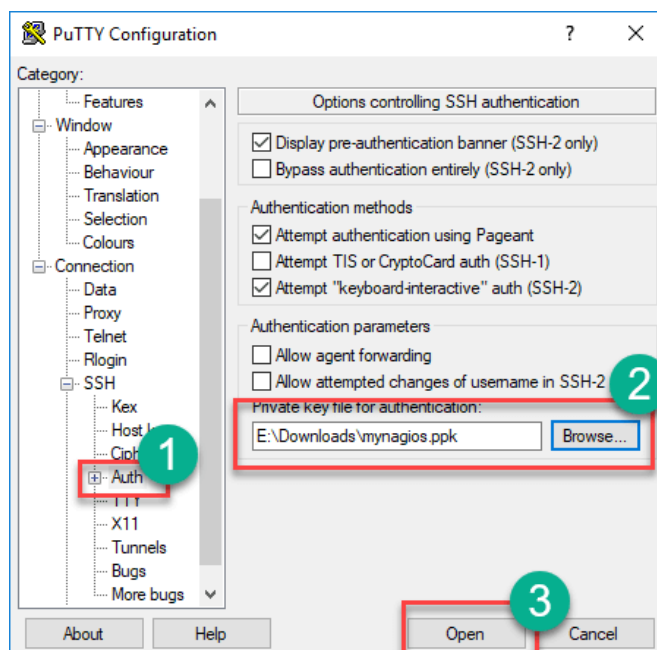 PuTTY Configuration
?
Category:
Features
Window
Appearance
Behaviour
Translation
Selection
Colours
Connection
Data
Proxy
Telnet
Rlogin
SSH
Kex
Host
Ciph
Auth
TTY
X11
Tunnels
Bugs
More bugs
Options controlling SSH authentication
Display pre-authentication banner (SSH-2 only)
Bypass authentication entirely (SSH-2 only)
Authentication methods
Attempt authentication using Pageant
Attempt TIS or CryptoCard auth (SSH-1)
Attempt "keyboard-interactive" auth (SSH-2)
Authentication parameters
Allow agent forwarding
Allow attempted changes of username in SSH-2
Private key file for authentication:
E:\Downloads\mynagios.ppk
Browse...
1
2
3
About
Help
Open
Cancel